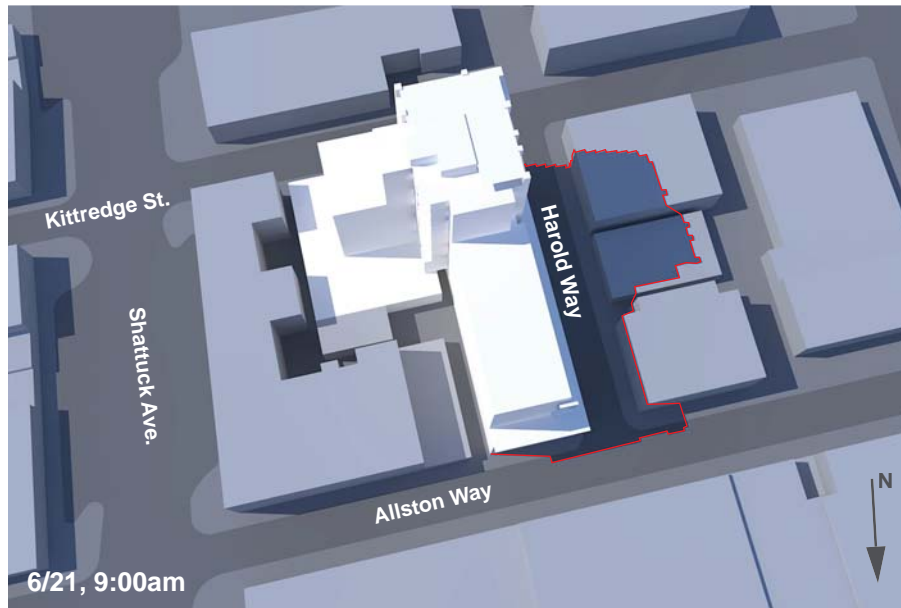 Kittredge St.
Harold Way
Shattuck Ave.
Allston Way
N
6/21, 9:00am